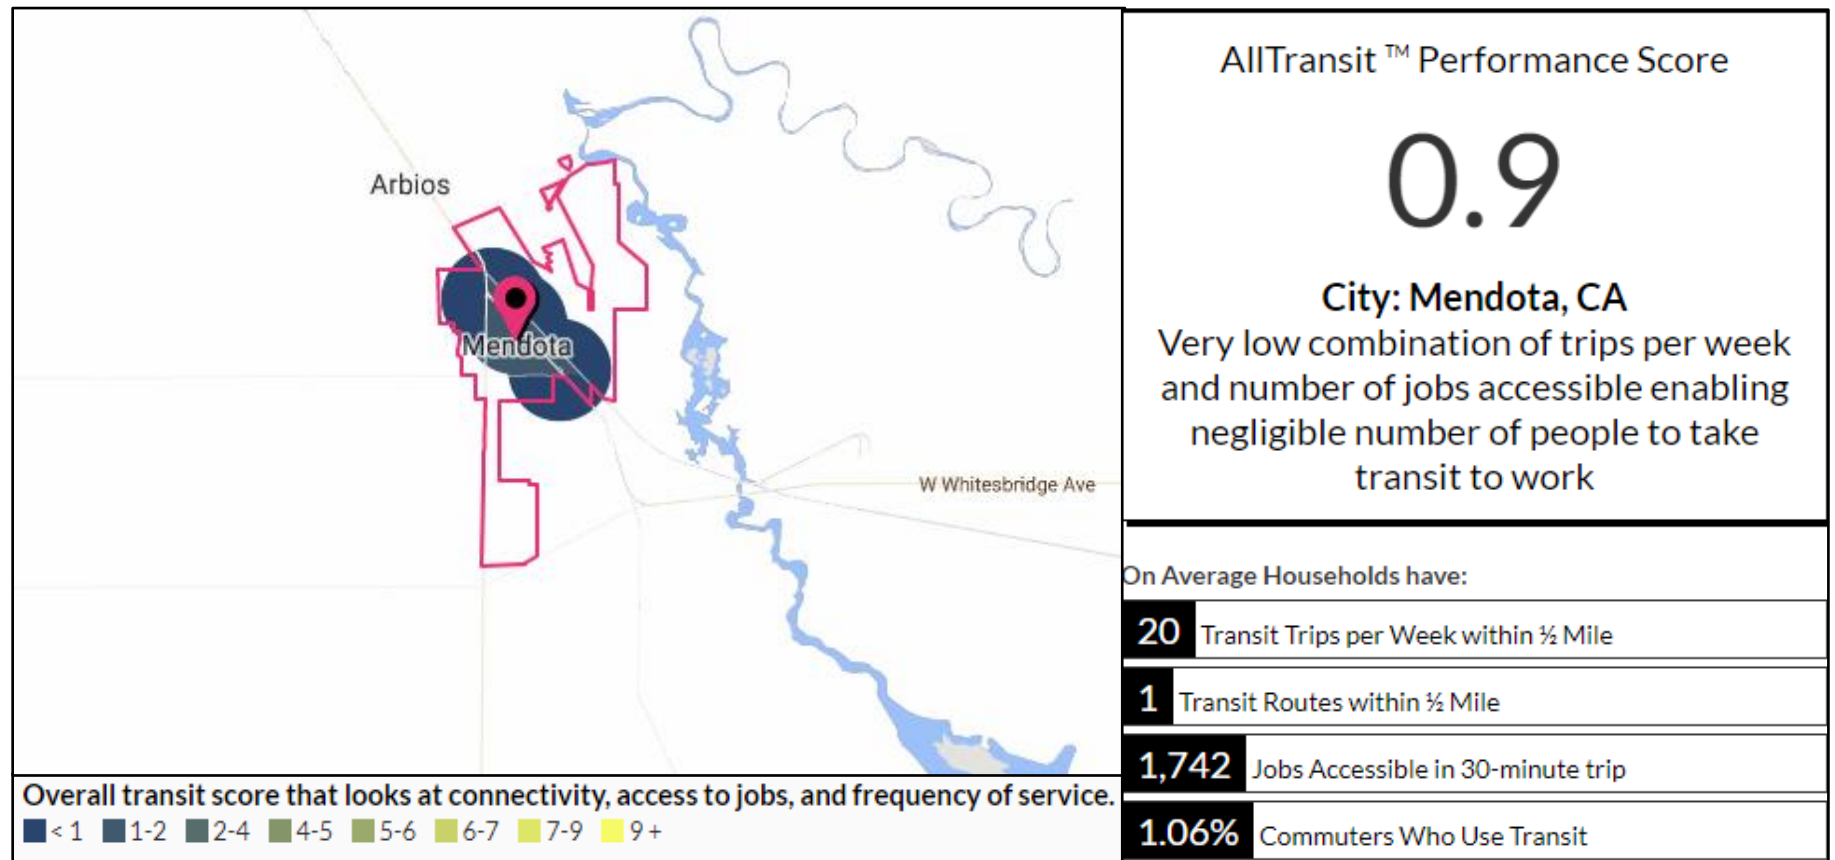 Arbios
Mendota
W Whitesbridge Ave
Overall transit score that looks at connectivity, access to jobs, and frequency of service.
< 1 1-2 2-4 4-5 5-6 6-7 7-9 9 +
AllTransit ™ Performance Score
0.9
City: Mendota, CA
Very low combination of trips per week
and number of jobs accessible enabling
negligible number of people to take
transit to work
On Average Households have:
20 Transit Trips per Week within ½ Mile
1 Transit Routes within ½ Mile
1,742 Jobs Accessible in 30-minute trip
1.06% Commuters Who Use Transit